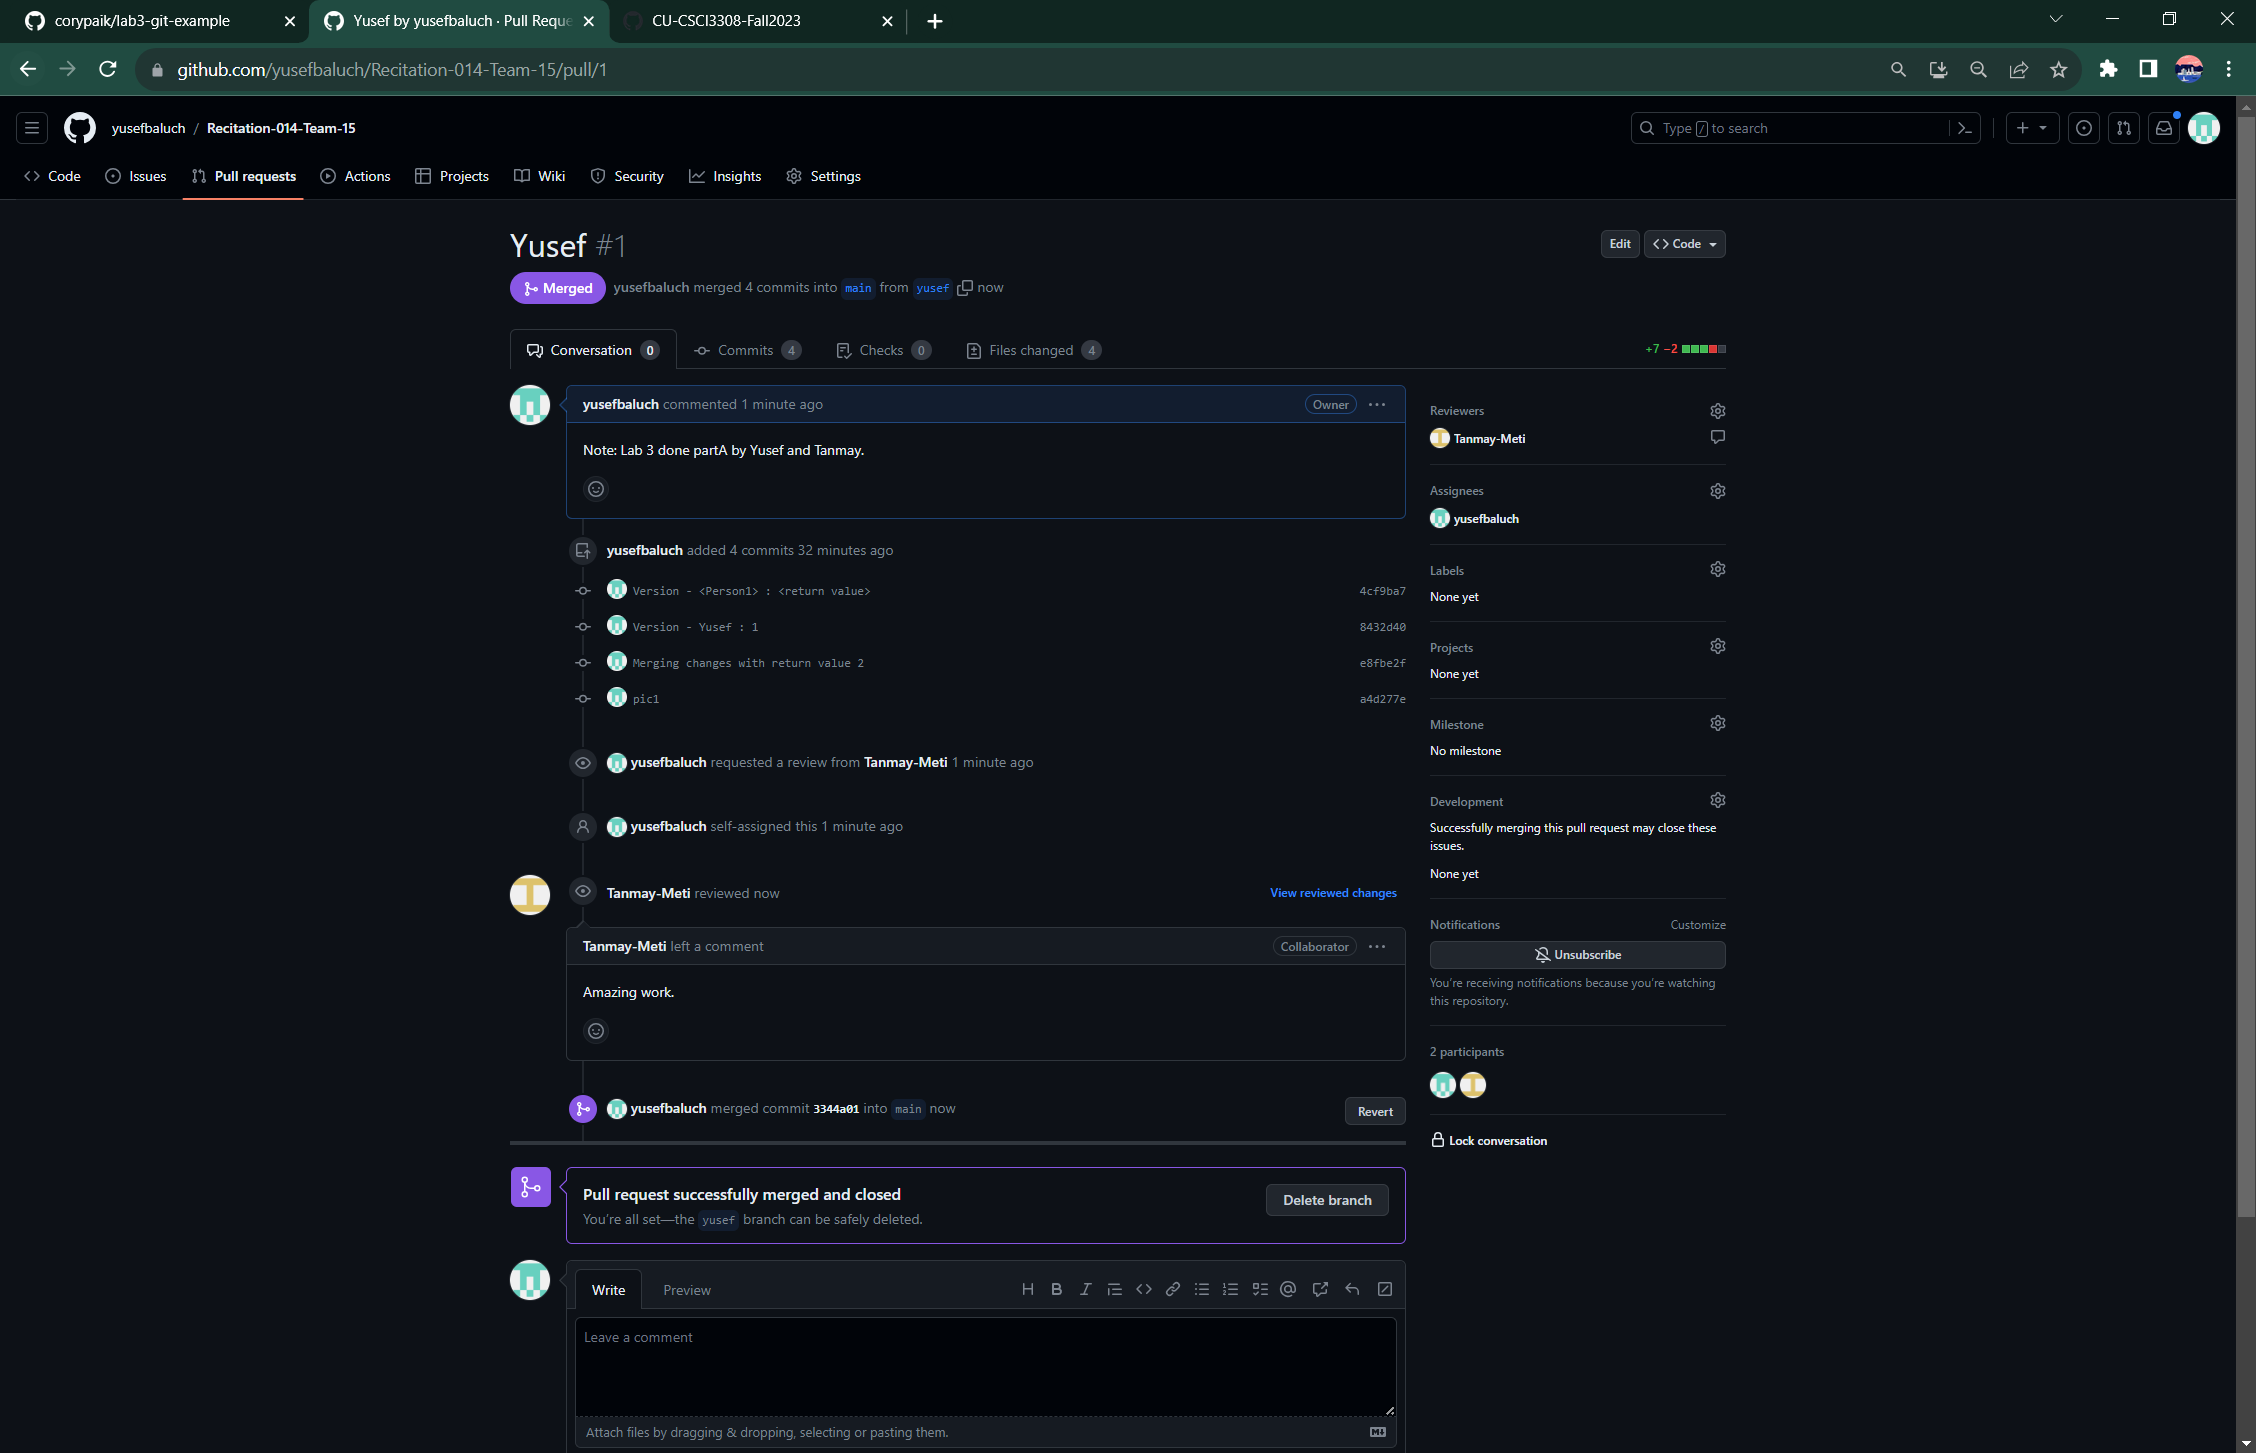 corypaik/lab3-git-example
Yusef by yusefbaluch · Pull Reque
CU-CSCI3308-Fall2023
github.com/yusefbaluch/Recitation-014-Team-15/pull/1
yusefbaluch / Recitation-014-Team-15
Type / to search
Code Issues Pull requests Actions Projects Wiki Security Insights Settings
Yusef #1
Edit
Code
Merged
yusefbaluch merged 4 commits into main from yusef now
Conversation 0
Commits 4
Checks 0
Files changed 4
+7 −2
yusefbaluch commented 1 minute ago
Owner
Note: Lab 3 done partA by Yusef and Tanmay.
yusefbaluch added 4 commits 32 minutes ago
Version - <Person1> : <return value> 4cf9ba7
Version - Yusef : 1 8432d40
Merging changes with return value 2 e8fbe2f
pic1 a4d277e
yusefbaluch requested a review from Tanmay-Meti 1 minute ago
yusefbaluch self-assigned this 1 minute ago
Tanmay-Meti reviewed now
View reviewed changes
Tanmay-Meti left a comment
Collaborator
Amazing work.
yusefbaluch merged commit 3344a01 into main now
Revert
Pull request successfully merged and closed
You're all set—the yusef branch can be safely deleted.
Delete branch
Write
Preview
Leave a comment
Attach files by dragging & dropping, selecting or pasting them.
Reviewers
Tanmay-Meti
Assignees
yusefbaluch
Labels
None yet
Projects
None yet
Milestone
No milestone
Development
Successfully merging this pull request may close these
issues.
None yet
Notifications
Customize
Unsubscribe
You're receiving notifications because you're watching
this repository.
2 participants
Lock conversation